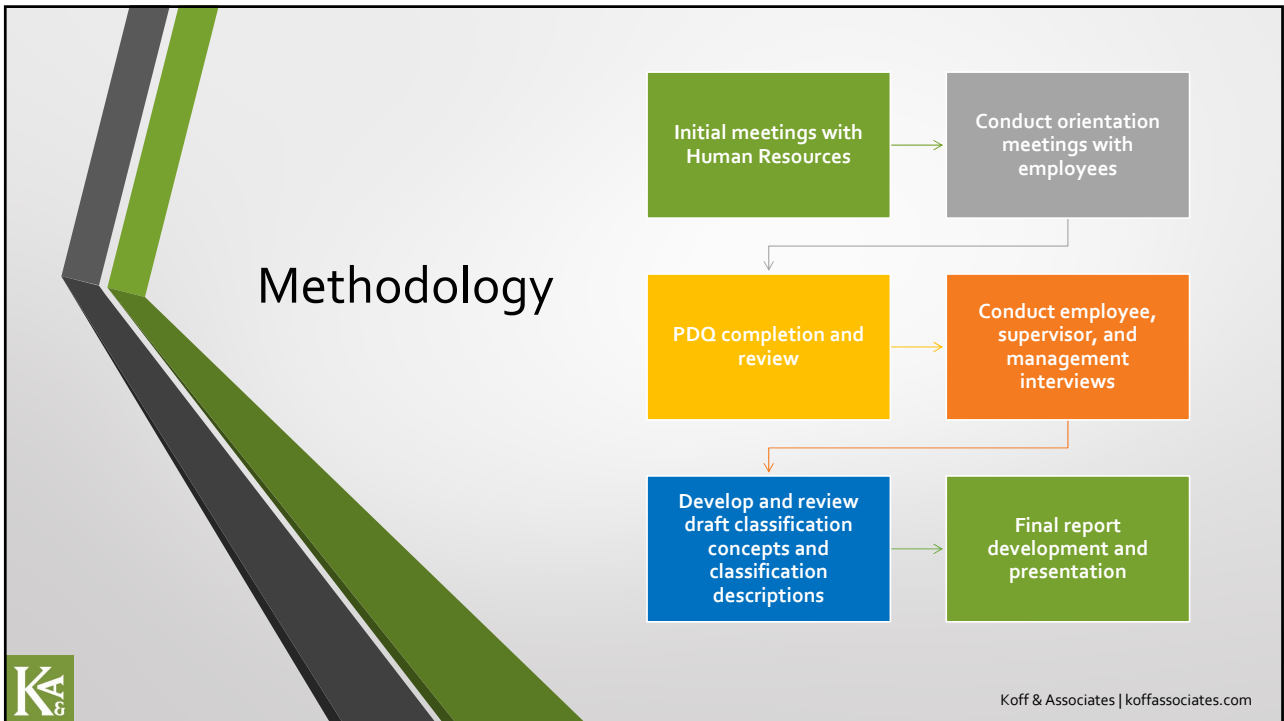 Methodology
Initial meetings with
Human Resources
Conduct orientation
meetings with
employees
PDQ completion and
review
Conduct employee,
supervisor, and
management
interviews
Develop and review
draft classification
concepts and
classification
descriptions
Final report
development and
presentation
K&A
Koff & Associates | koffassociates.com